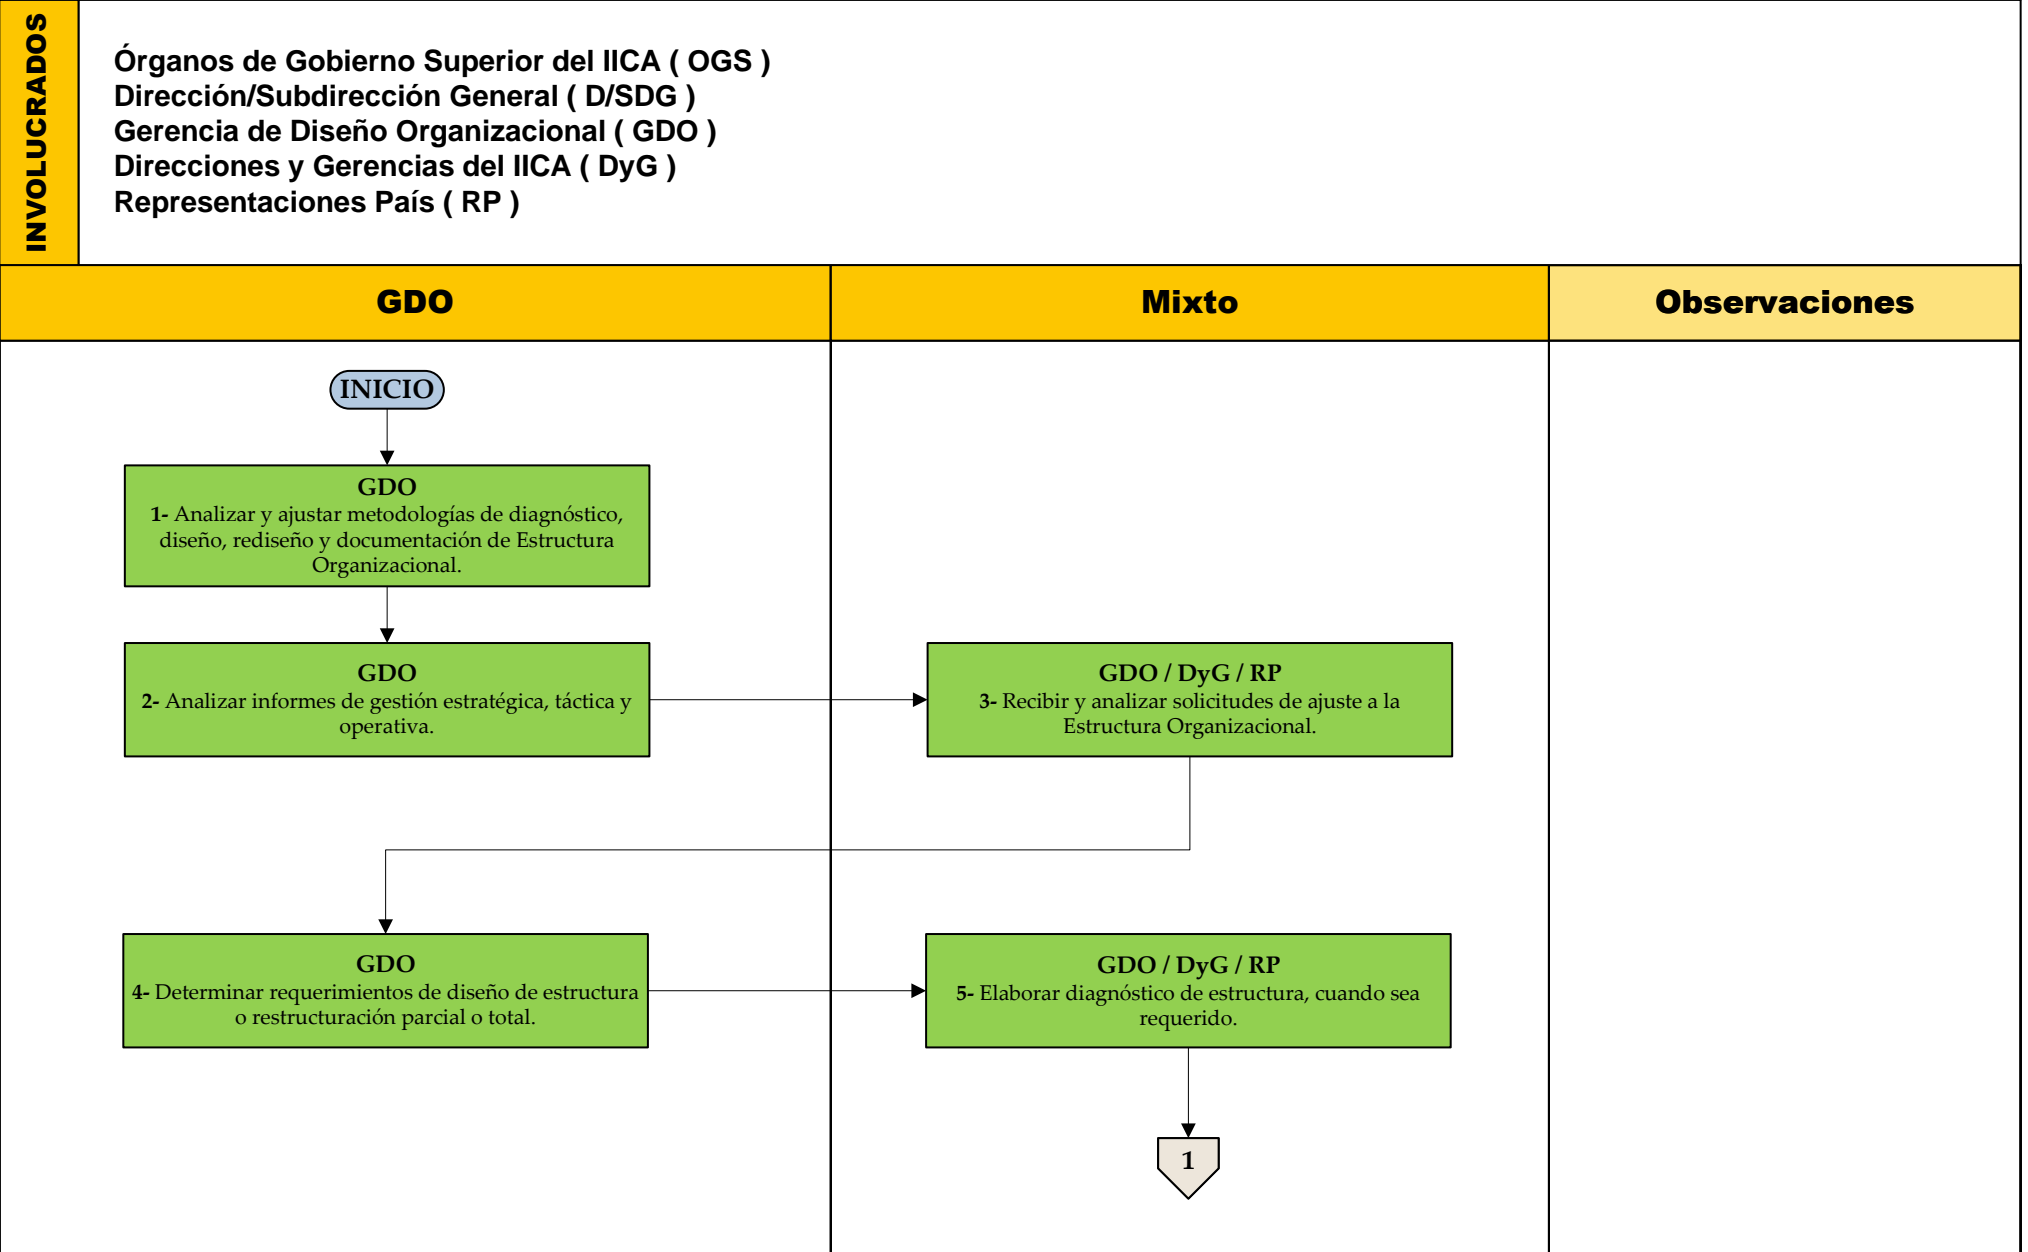 INVOLUCRADOS
Órganos de Gobierno Superior del IICA ( OGS )
Dirección/Subdirección General ( D/SDG )
Gerencia de Diseño Organizacional ( GDO )
Direcciones y Gerencias del IICA ( DyG )
Representaciones País ( RP )
GDO
Mixto
Observaciones
INICIO
GDO
1- Analizar y ajustar metodologías de diagnóstico,
diseño, rediseño y documentación de Estructura
Organizacional.
GDO
2- Analizar informes de gestión estratégica, táctica y
operativa.
GDO / DyG / RP
3- Recibir y analizar solicitudes de ajuste a la
Estructura Organizacional.
GDO
4- Determinar requerimientos de diseño de estructura
o restructuración parcial o total.
GDO / DyG / RP
5- Elaborar diagnóstico de estructura, cuando sea
requerido.
1